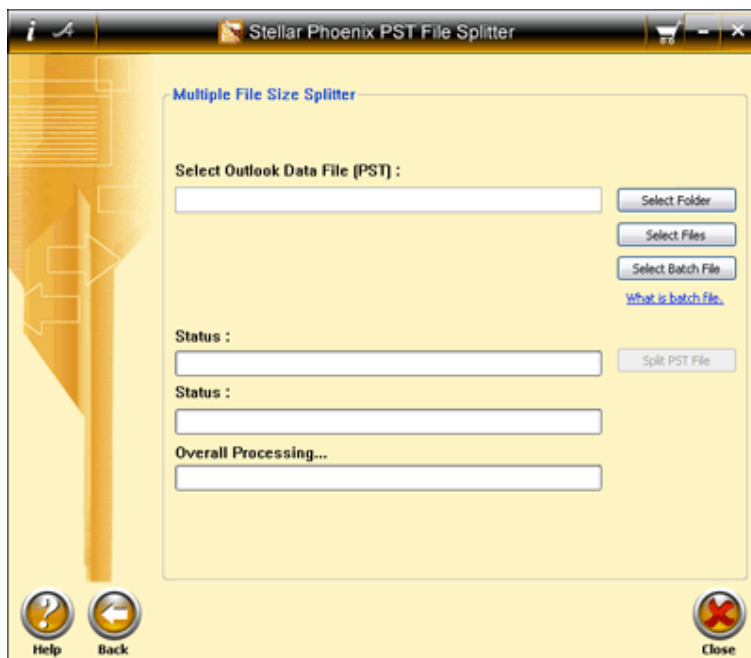 Stellar Phoenix PST File Splitter
Multiple File Size Splitter
Select Outlook Data File (PST) :
Select Folder
Select Files
Select Batch File
What is batch file.
Status :
Split PST File
Status :
Overall Processing...
Help
Back
Close